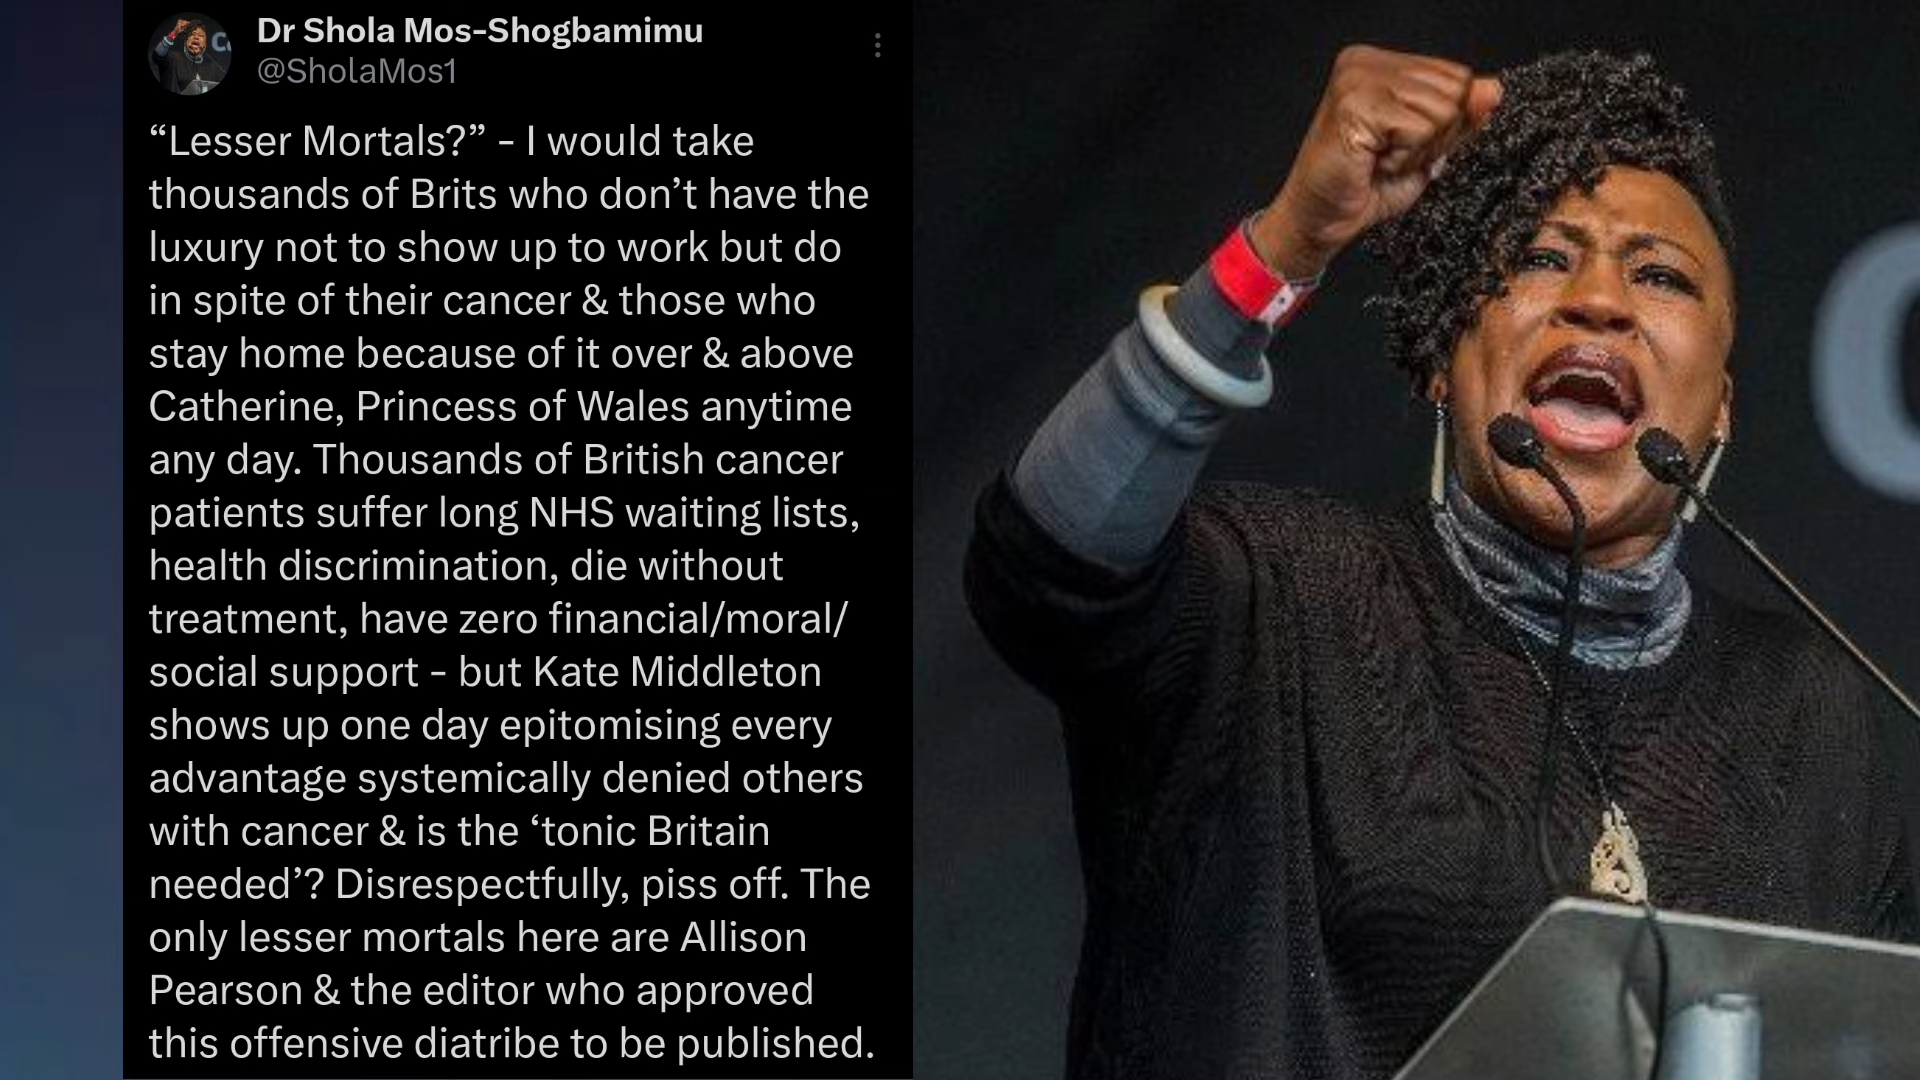 Dr Shola Mos-Shogbamimu
@SholaMos1
“Lesser Mortals?” - I would take
thousands of Brits who don’t have the
luxury not to show up to work but do
in spite of their cancer & those who
stay home because of it over & above
Catherine, Princess of Wales anytime
any day. Thousands of British cancer
patients suffer long NHS waiting lists,
health discrimination, die without
treatment, have zero financial/moral/
social support - but Kate Middleton
shows up one day epitomising every
advantage systemically denied others
with cancer & is the ‘tonic Britain
needed’? Disrespectfully, piss off. The
only lesser mortals here are Allison
Pearson & the editor who approved
this offensive diatribe to be published.